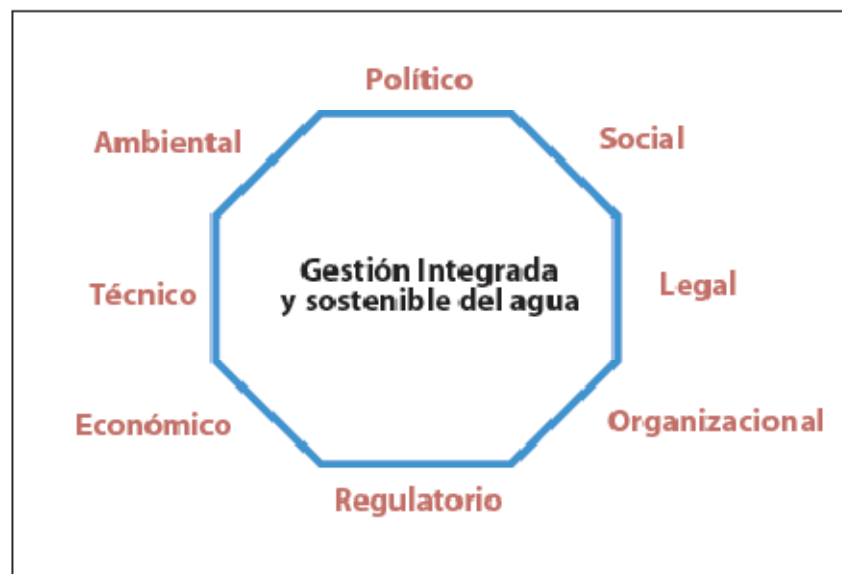 Político
Ambiental
Social
Gestión Integrada
y sostenible del agua
Técnico
Legal
Económico
Organizacional
Regulatorio